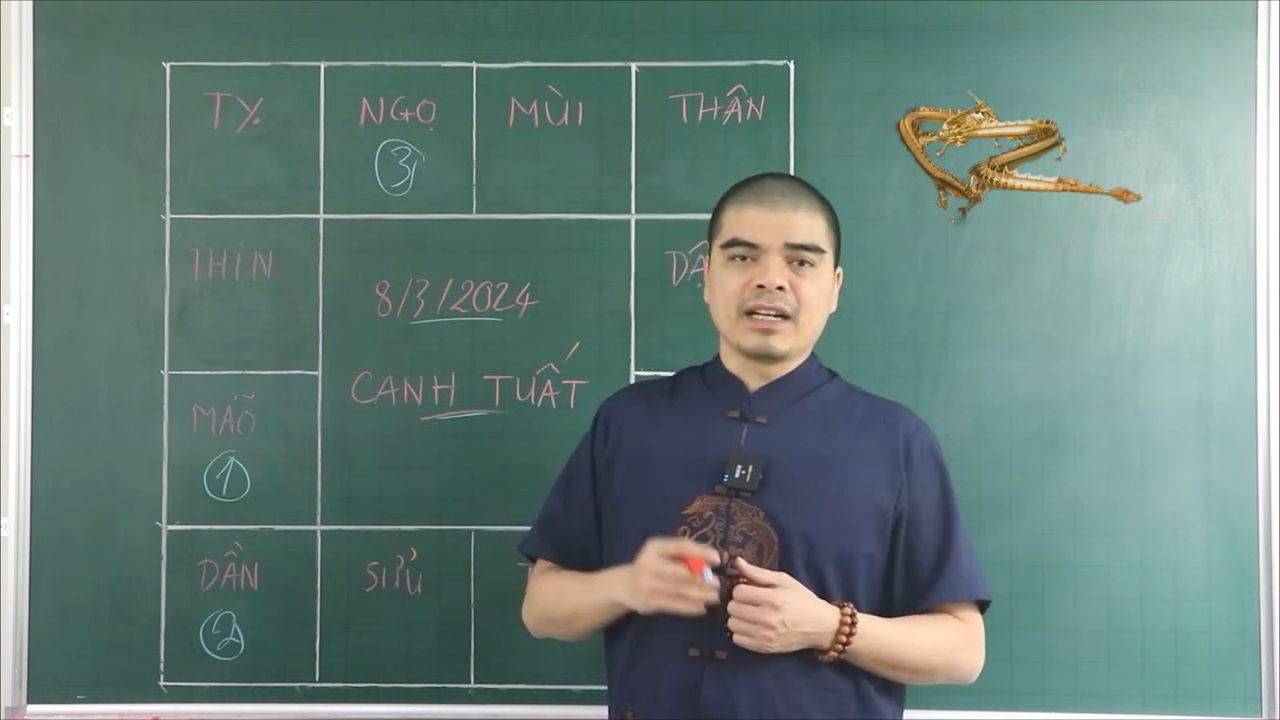 TỴ NGỌ MÙI THÂN
3
THÌN
8/3/2024
CANH TUẤT
MÃO
1
DẦN SỬU
2